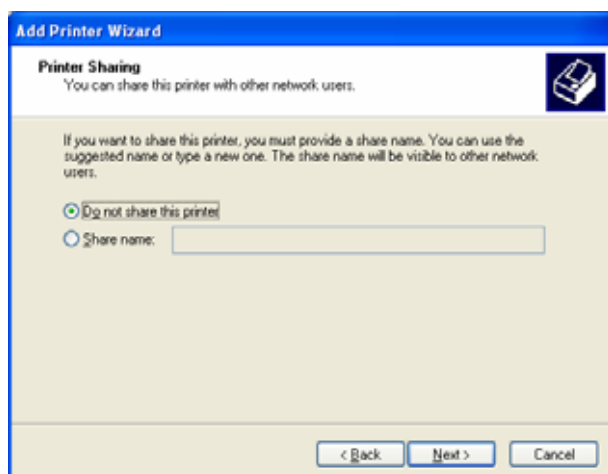 Add Printer Wizard
Printer Sharing
You can share this printer with other network users.
If you want to share this printer, you must provide a share name. You can use the
suggested name or type a new one. The share name will be visible to other network
users.
Do not share this printer
Share name:
< Back Next > Cancel